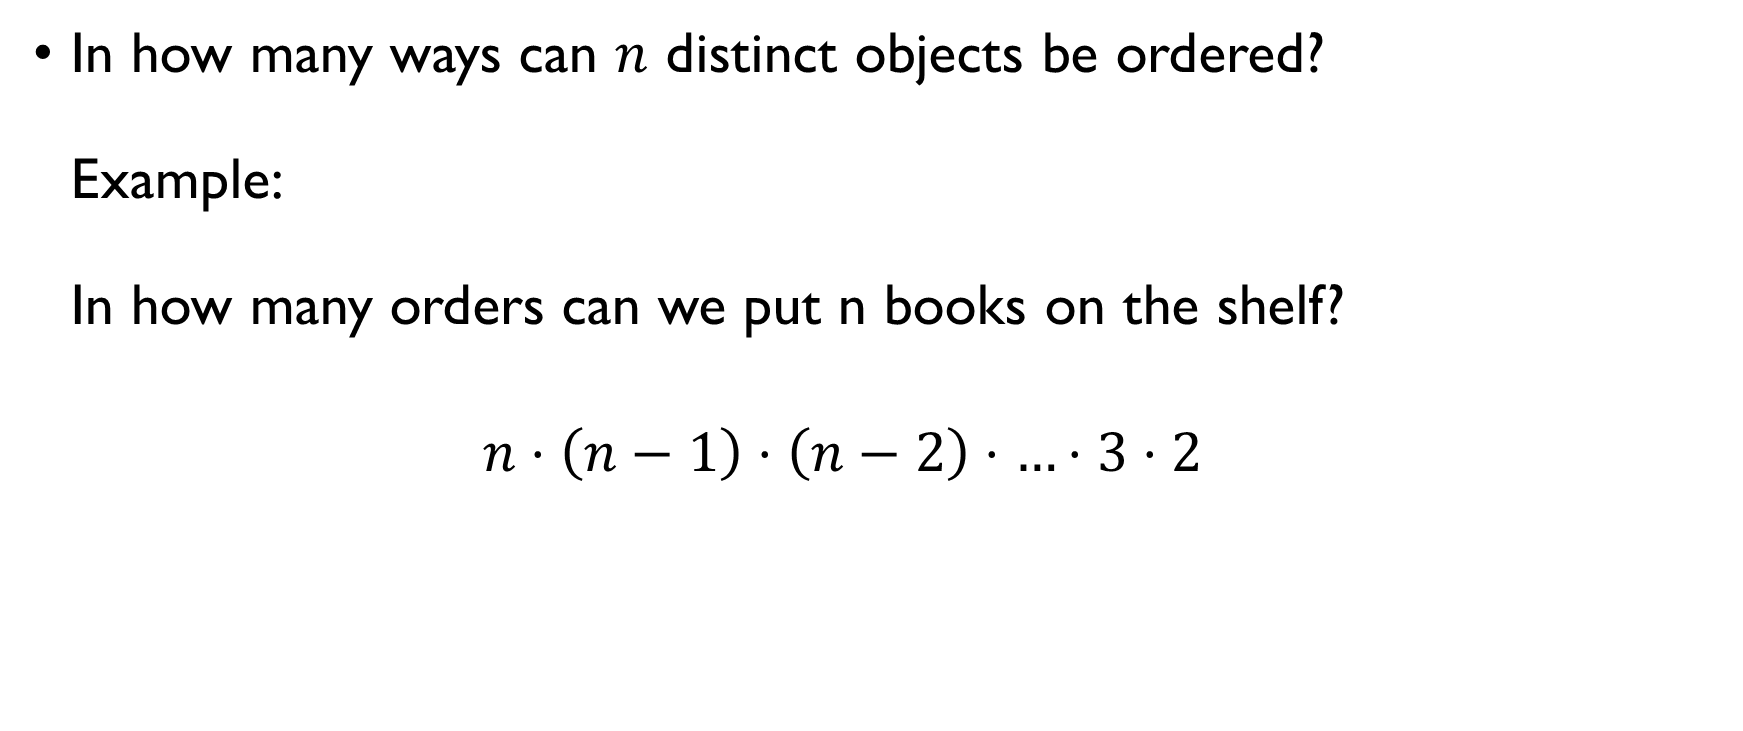 • In how many ways can n distinct objects be ordered?
Example:
In how many orders can we put n books on the shelf?
n · (n − 1) · (n − 2) · … · 3 · 2